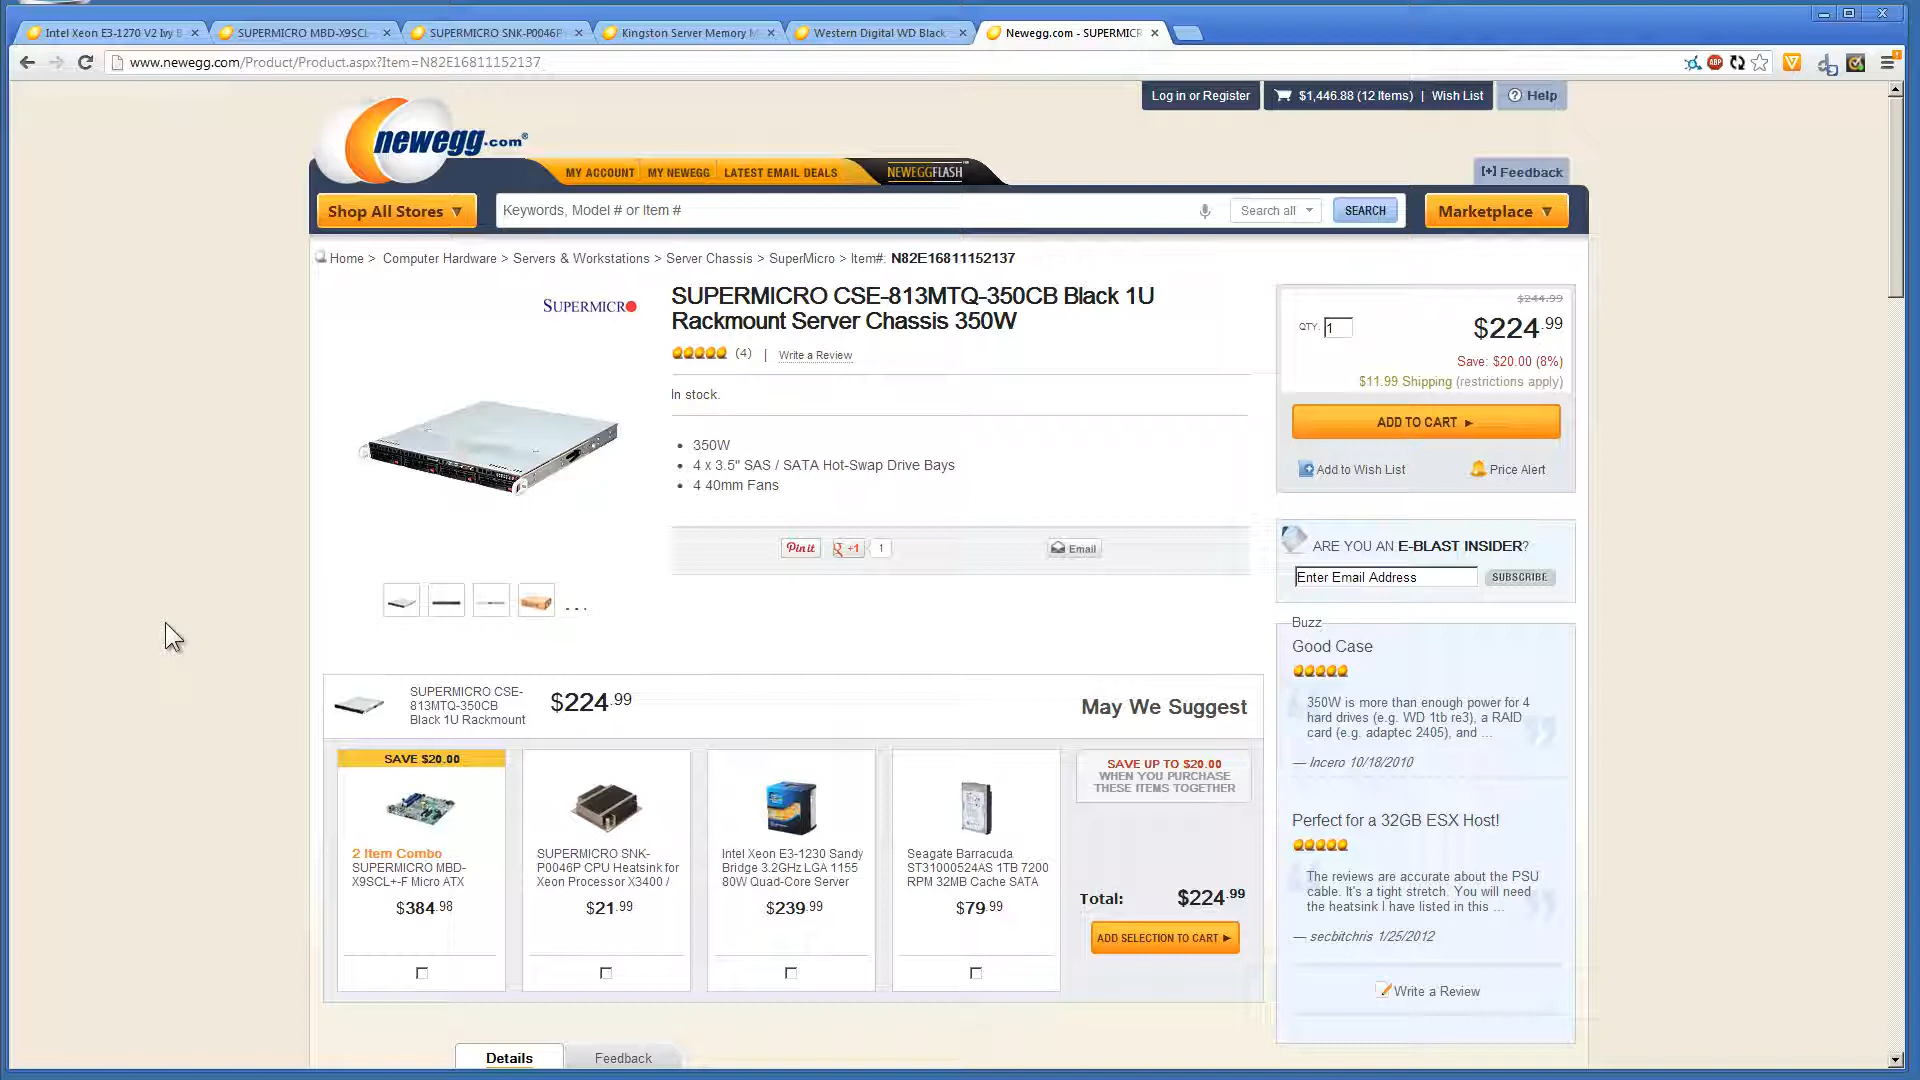 Intel Xeon E3-1270 V2 Ivy B
SUPERMICRO MBD-X9SCL
SUPERMICRO SNK-P0046P
Kingston Server Memory M
Western Digital WD Black
Newegg.com - SUPERMICR
www.newegg.com/Product/Product.aspx?Item=N82E16811152137
ABP
Log in or Register
$1,446.88 (12 Items) | Wish List
Help
newegg.com®
MY ACCOUNT
MY NEWEGG
LATEST EMAIL DEALS
NEWEGGFLASH™
[+] Feedback
Shop All Stores ▼
Keywords, Model # or Item #
Search all
SEARCH
Marketplace ▼
Home > Computer Hardware > Servers & Workstations > Server Chassis > SuperMicro > Item#: N82E16811152137
SUPERMICRO
SUPERMICRO CSE-813MTQ-350CB Black 1U
Rackmount Server Chassis 350W
(4) | Write a Review
In stock.
• 350W
• 4 x 3.5" SAS / SATA Hot-Swap Drive Bays
• 4 40mm Fans
Pin it
+1
1
Email
...
$244.99
QTY: 1
$224.99
Save: $20.00 (8%)
$11.99 Shipping (restrictions apply)
ADD TO CART ►
Add to Wish List
Price Alert
ARE YOU AN E-BLAST INSIDER?
Enter Email Address
SUBSCRIBE
Buzz
Good Case
350W is more than enough power for 4
hard drives (e.g. WD 1tb re3), a RAID
card (e.g. adaptec 2405), and ...
— Incero 10/18/2010
Perfect for a 32GB ESX Host!
The reviews are accurate about the PSU
cable. It's a tight stretch. You will need
the heatsink I have listed in this ...
— secbitchris 1/25/2012
Write a Review
SUPERMICRO CSE-
813MTQ-350CB
Black 1U Rackmount
$224.99
May We Suggest
SAVE $20.00
2 Item Combo
SUPERMICRO MBD-
X9SCL+-F Micro ATX
$384.98
SUPERMICRO SNK-
P0046P CPU Heatsink for
Xeon Processor X3400 /
$21.99
Intel Xeon E3-1230 Sandy
Bridge 3.2GHz LGA 1155
80W Quad-Core Server
$239.99
Seagate Barracuda
ST31000524AS 1TB 7200
RPM 32MB Cache SATA
$79.99
SAVE UP TO $20.00
WHEN YOU PURCHASE
THESE ITEMS TOGETHER
Total: $224.99
ADD SELECTION TO CART ►
Details
Feedback